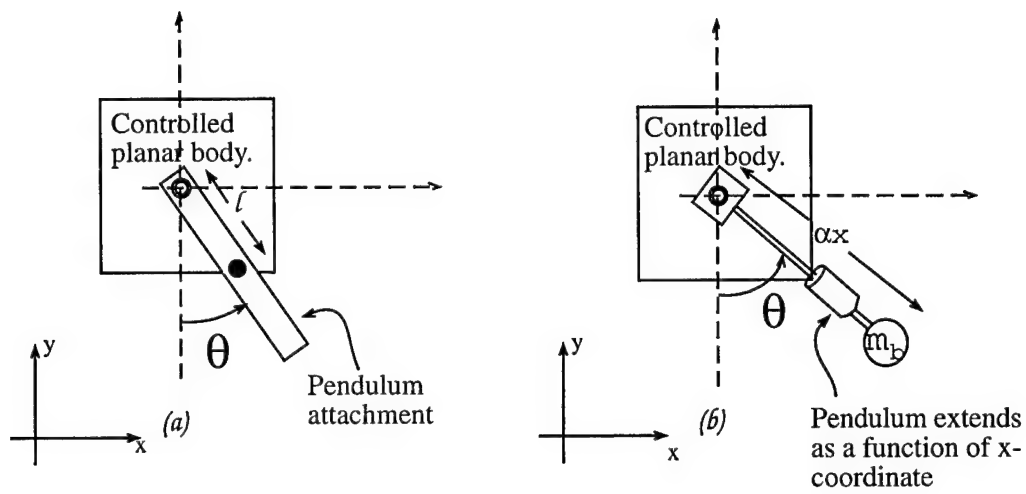 Controlled
planar body.
l
θ
y
x
(a)
Pendulum
attachment
Controlled
planar body.
αx
θ
m_b
y
x
(b)
Pendulum extends
as a function of x-
coordinate